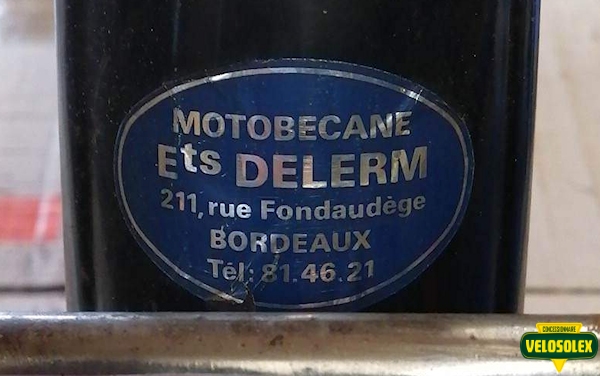 MOTOBECANE
Ets DELERM
211, rue Fondaudège
BORDEAUX
Tél: 81.46.21
CONCESSIONNAIRE
VELOSOLEX